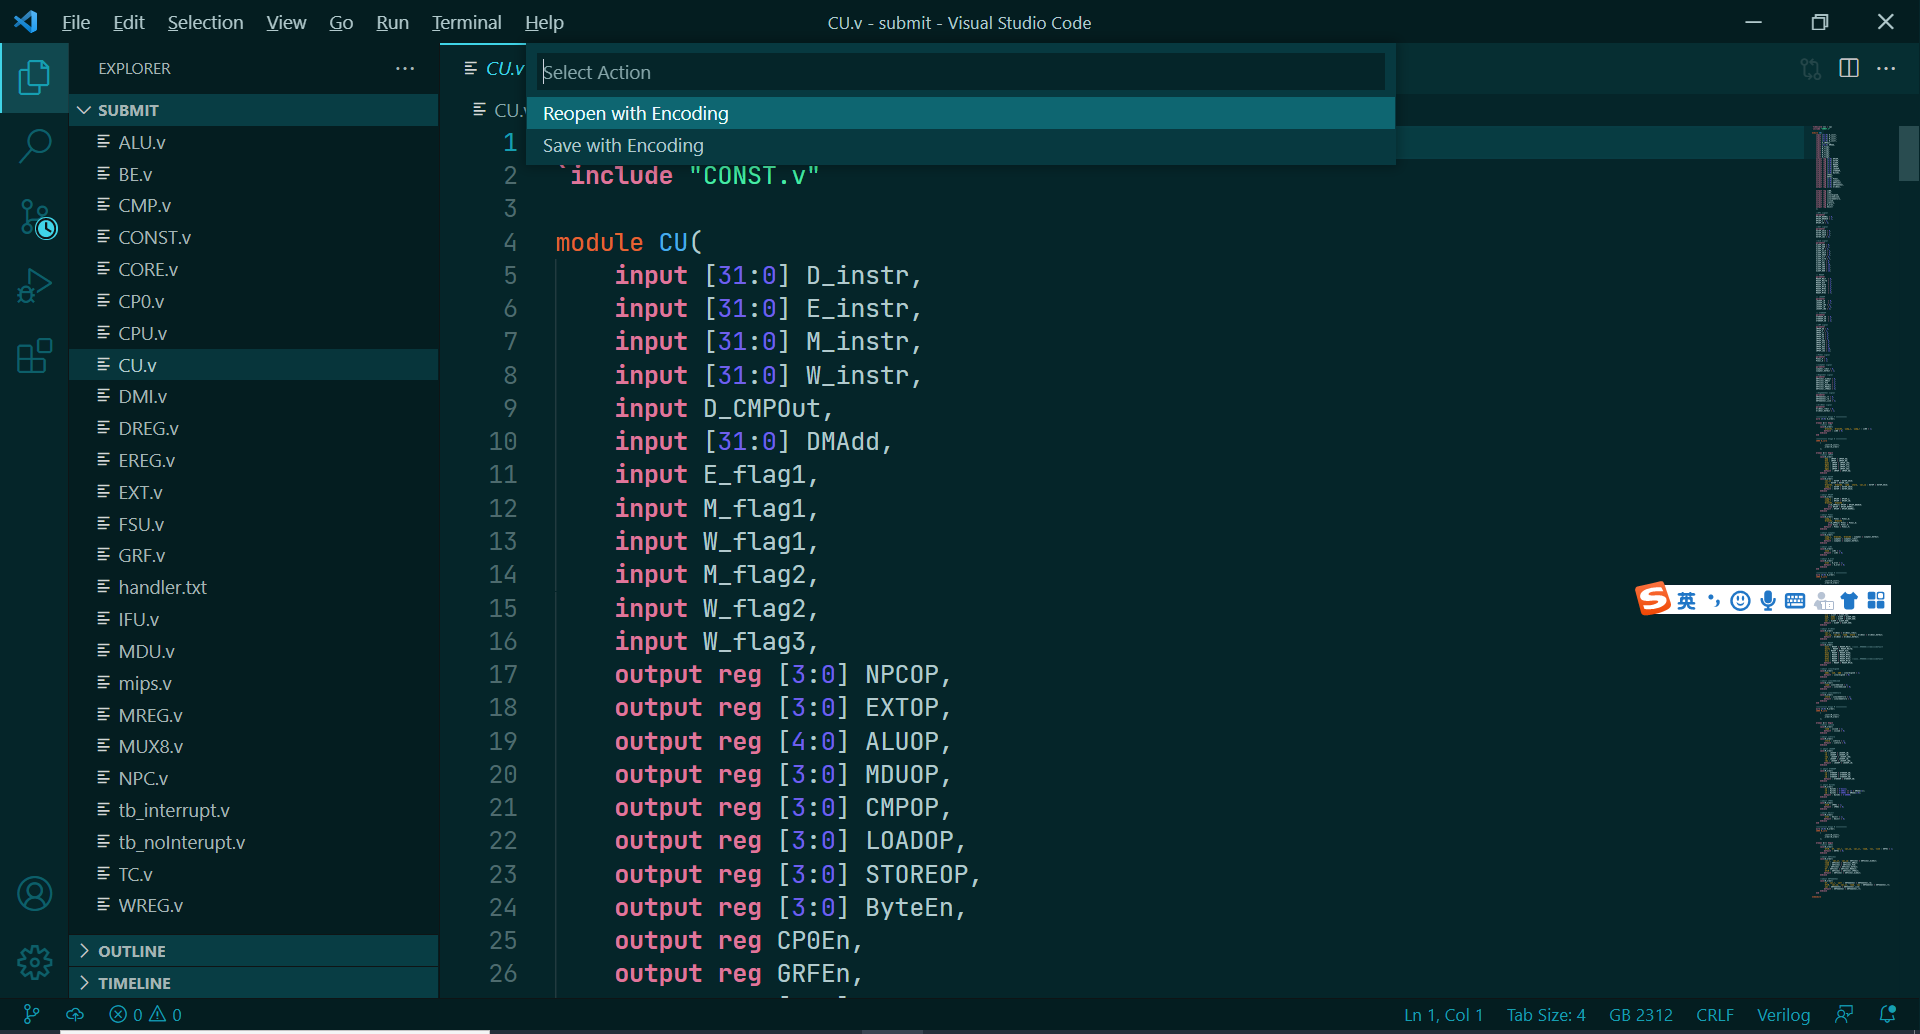 File Edit Selection View Go Run Terminal Help
CU.v - submit - Visual Studio Code
EXPLORER
SUBMIT
ALU.v
BE.v
CMP.v
CONST.v
CORE.v
CP0.v
CPU.v
CU.v
DMI.v
DREG.v
EREG.v
EXT.v
FSU.v
GRF.v
handler.txt
IFU.v
MDU.v
mips.v
MREG.v
MUX8.v
NPC.v
tb_interrupt.v
tb_noInterupt.v
TC.v
WREG.v
OUTLINE
TIMELINE
CU.v
CU.v
Select Action
Reopen with Encoding
Save with Encoding
1
2 `include "CONST.v"
3
4 module CU(
5 input [31:0] D_instr,
6 input [31:0] E_instr,
7 input [31:0] M_instr,
8 input [31:0] W_instr,
9 input D_CMPOut,
10 input [31:0] DMAdd,
11 input E_flag1,
12 input M_flag1,
13 input W_flag1,
14 input M_flag2,
15 input W_flag2,
16 input W_flag3,
17 output reg [3:0] NPCOP,
18 output reg [3:0] EXTOP,
19 output reg [4:0] ALUOP,
20 output reg [3:0] MDUOP,
21 output reg [3:0] CMPOP,
22 output reg [3:0] LOADOP,
23 output reg [3:0] STOREOP,
24 output reg [3:0] ByteEn,
25 output reg CP0En,
26 output reg GRFEn,
S 英
0 0
Ln 1, Col 1 Tab Size: 4 GB 2312 CRLF Verilog